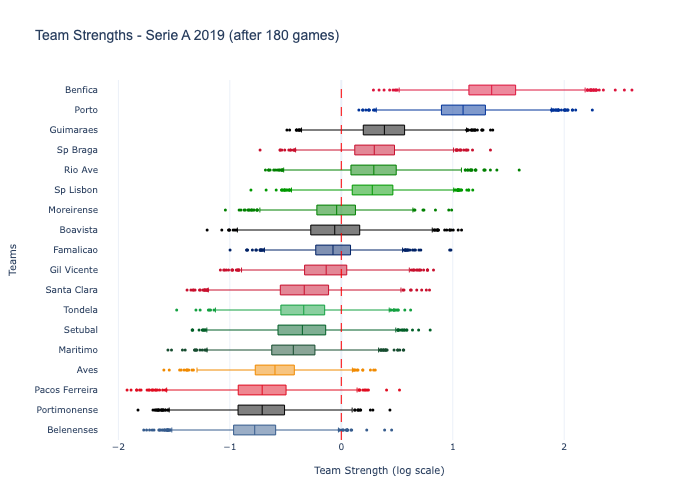 Team Strengths - Serie A 2019 (after 180 games)
Benfica
Porto
Guimaraes
Sp Braga
Rio Ave
Sp Lisbon
Moreirense
Boavista
Famalicao
Gil Vicente
Santa Clara
Tondela
Setubal
Maritimo
Aves
Pacos Ferreira
Portimonense
Belenenses
Teams
−2
−1
0
1
2
Team Strength (log scale)